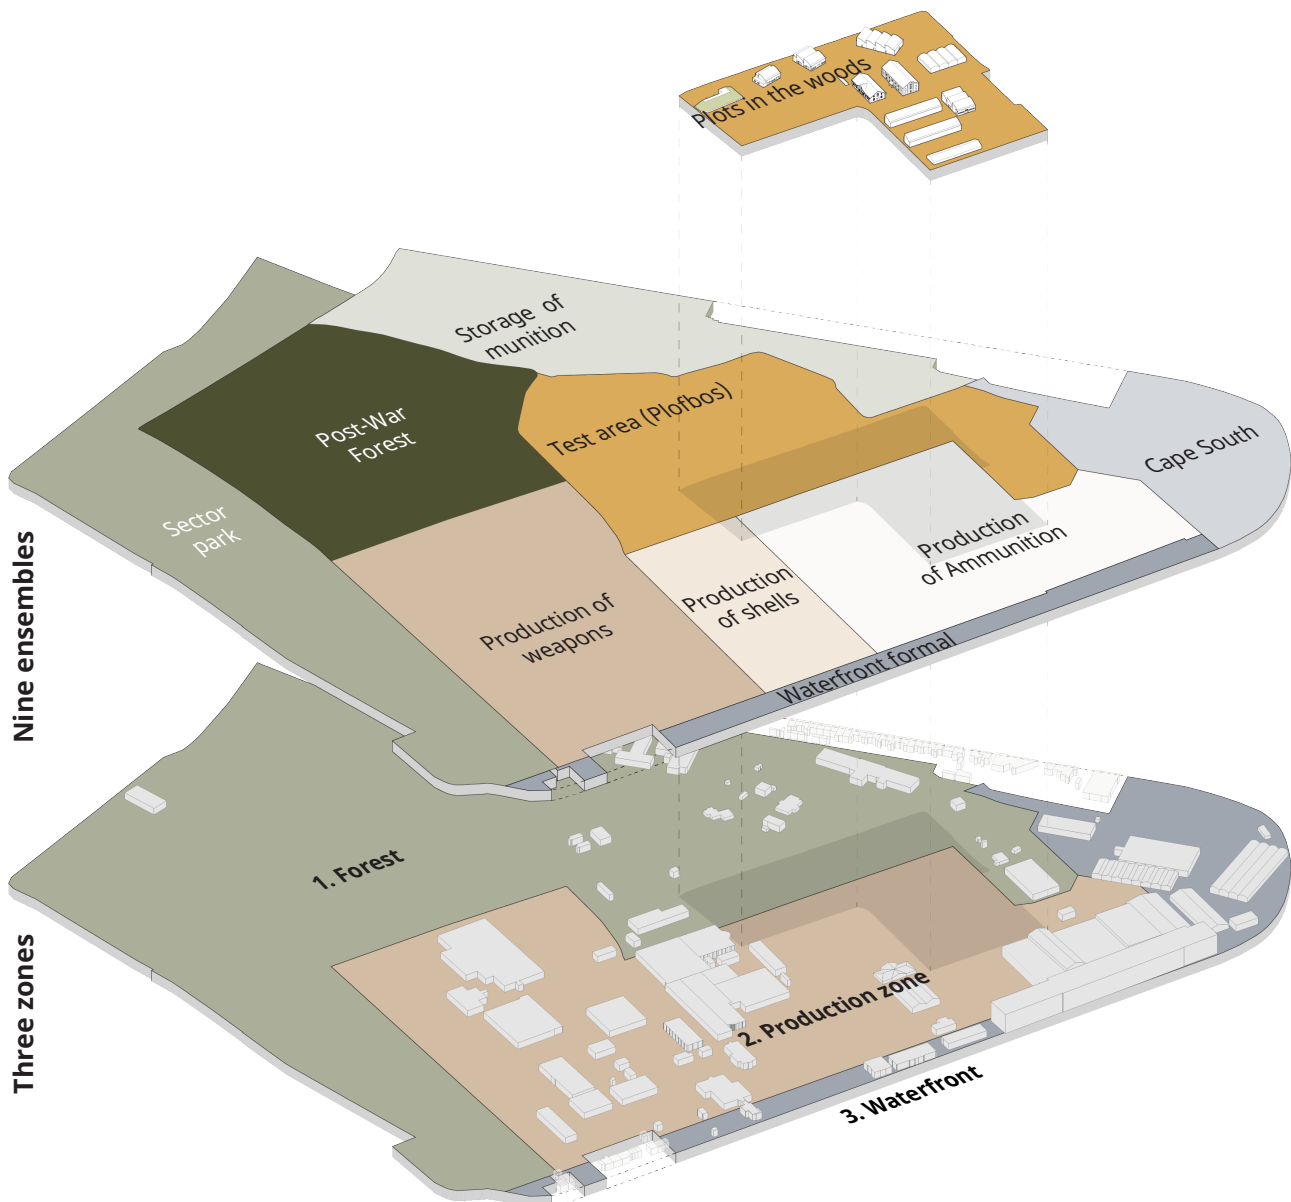 Plots in the woods
Storage of
munition
Post-War
Forest
Test area (Plofbos)
Cape South
Sector
park
Production
of Ammunition
Production
of shells
Production of
weapons
Waterfront formal
Nine ensembles
1. Forest
2. Production zone
3. Waterfront
Three zones